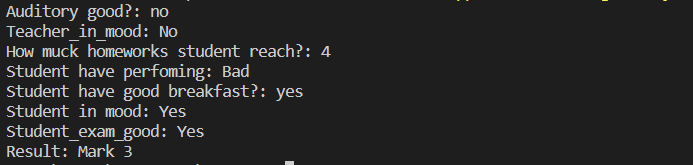 Auditory good?: no
Teacher_in_mood: No
How muck homeworks student reach?: 4
Student have perfoming: Bad
Student have good breakfast?: yes
Student in mood: Yes
Student_exam_good: Yes
Result: Mark 3